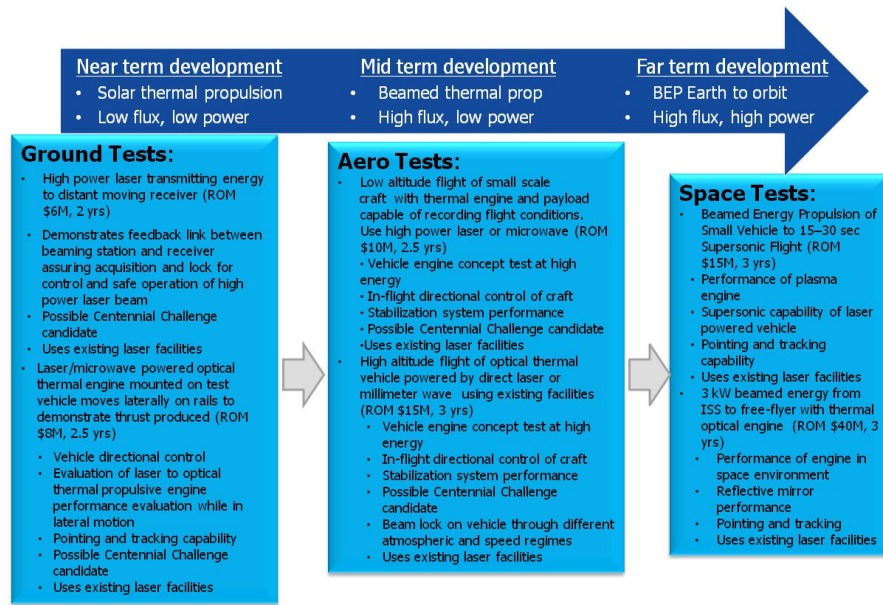 Near term development
• Solar thermal propulsion
• Low flux, low power
Mid term development
• Beamed thermal prop
• High flux, low power
Far term development
• BEP Earth to orbit
• High flux, high power
Ground Tests:
• High power laser transmitting energy
to distant moving receiver (ROM
$6M, 2 yrs)
• Demonstrates feedback link between
beaming station and receiver
assuring acquisition and lock for
control and safe operation of high
power laser beam
• Possible Centennial Challenge
candidate
• Uses existing laser facilities
• Laser/microwave powered optical
thermal engine mounted on test
vehicle moves laterally on rails to
demonstrate thrust produced (ROM
$8M, 2.5 yrs)
• Vehicle directional control
• Evaluation of laser to optical
thermal propulsive engine
performance evaluation while in
lateral motion
• Pointing and tracking capability
• Possible Centennial Challenge
candidate
• Uses existing laser facilities
Aero Tests:
• Low altitude flight of small scale
craft with thermal engine and payload
capable of recording flight conditions.
Use high power laser or microwave (ROM
$10M, 2.5 yrs)
• Vehicle engine concept test at high
energy
• In-flight directional control of craft
• Stabilization system performance
• Possible Centennial Challenge candidate
•Uses existing laser facilities
• High altitude flight of optical thermal
vehicle powered by direct laser or
millimeter wave using existing facilities
(ROM $15M, 3 yrs)
• Vehicle engine concept test at high
energy
• In-flight directional control of craft
• Stabilization system performance
• Possible Centennial Challenge
candidate
• Beam lock on vehicle through different
atmospheric and speed regimes
• Uses existing laser facilities
Space Tests:
• Beamed Energy Propulsion of
Small Vehicle to 15–30 sec
Supersonic Flight (ROM
$15M, 3 yrs)
• Performance of plasma
engine
• Supersonic capability of laser
powered vehicle
• Pointing and tracking
capability
• Uses existing laser facilities
• 3 kW beamed energy from
ISS to free-flyer with thermal
optical engine (ROM $40M, 3
yrs)
• Performance of engine in
space environment
• Reflective mirror
performance
• Pointing and tracking
• Uses existing laser facilities